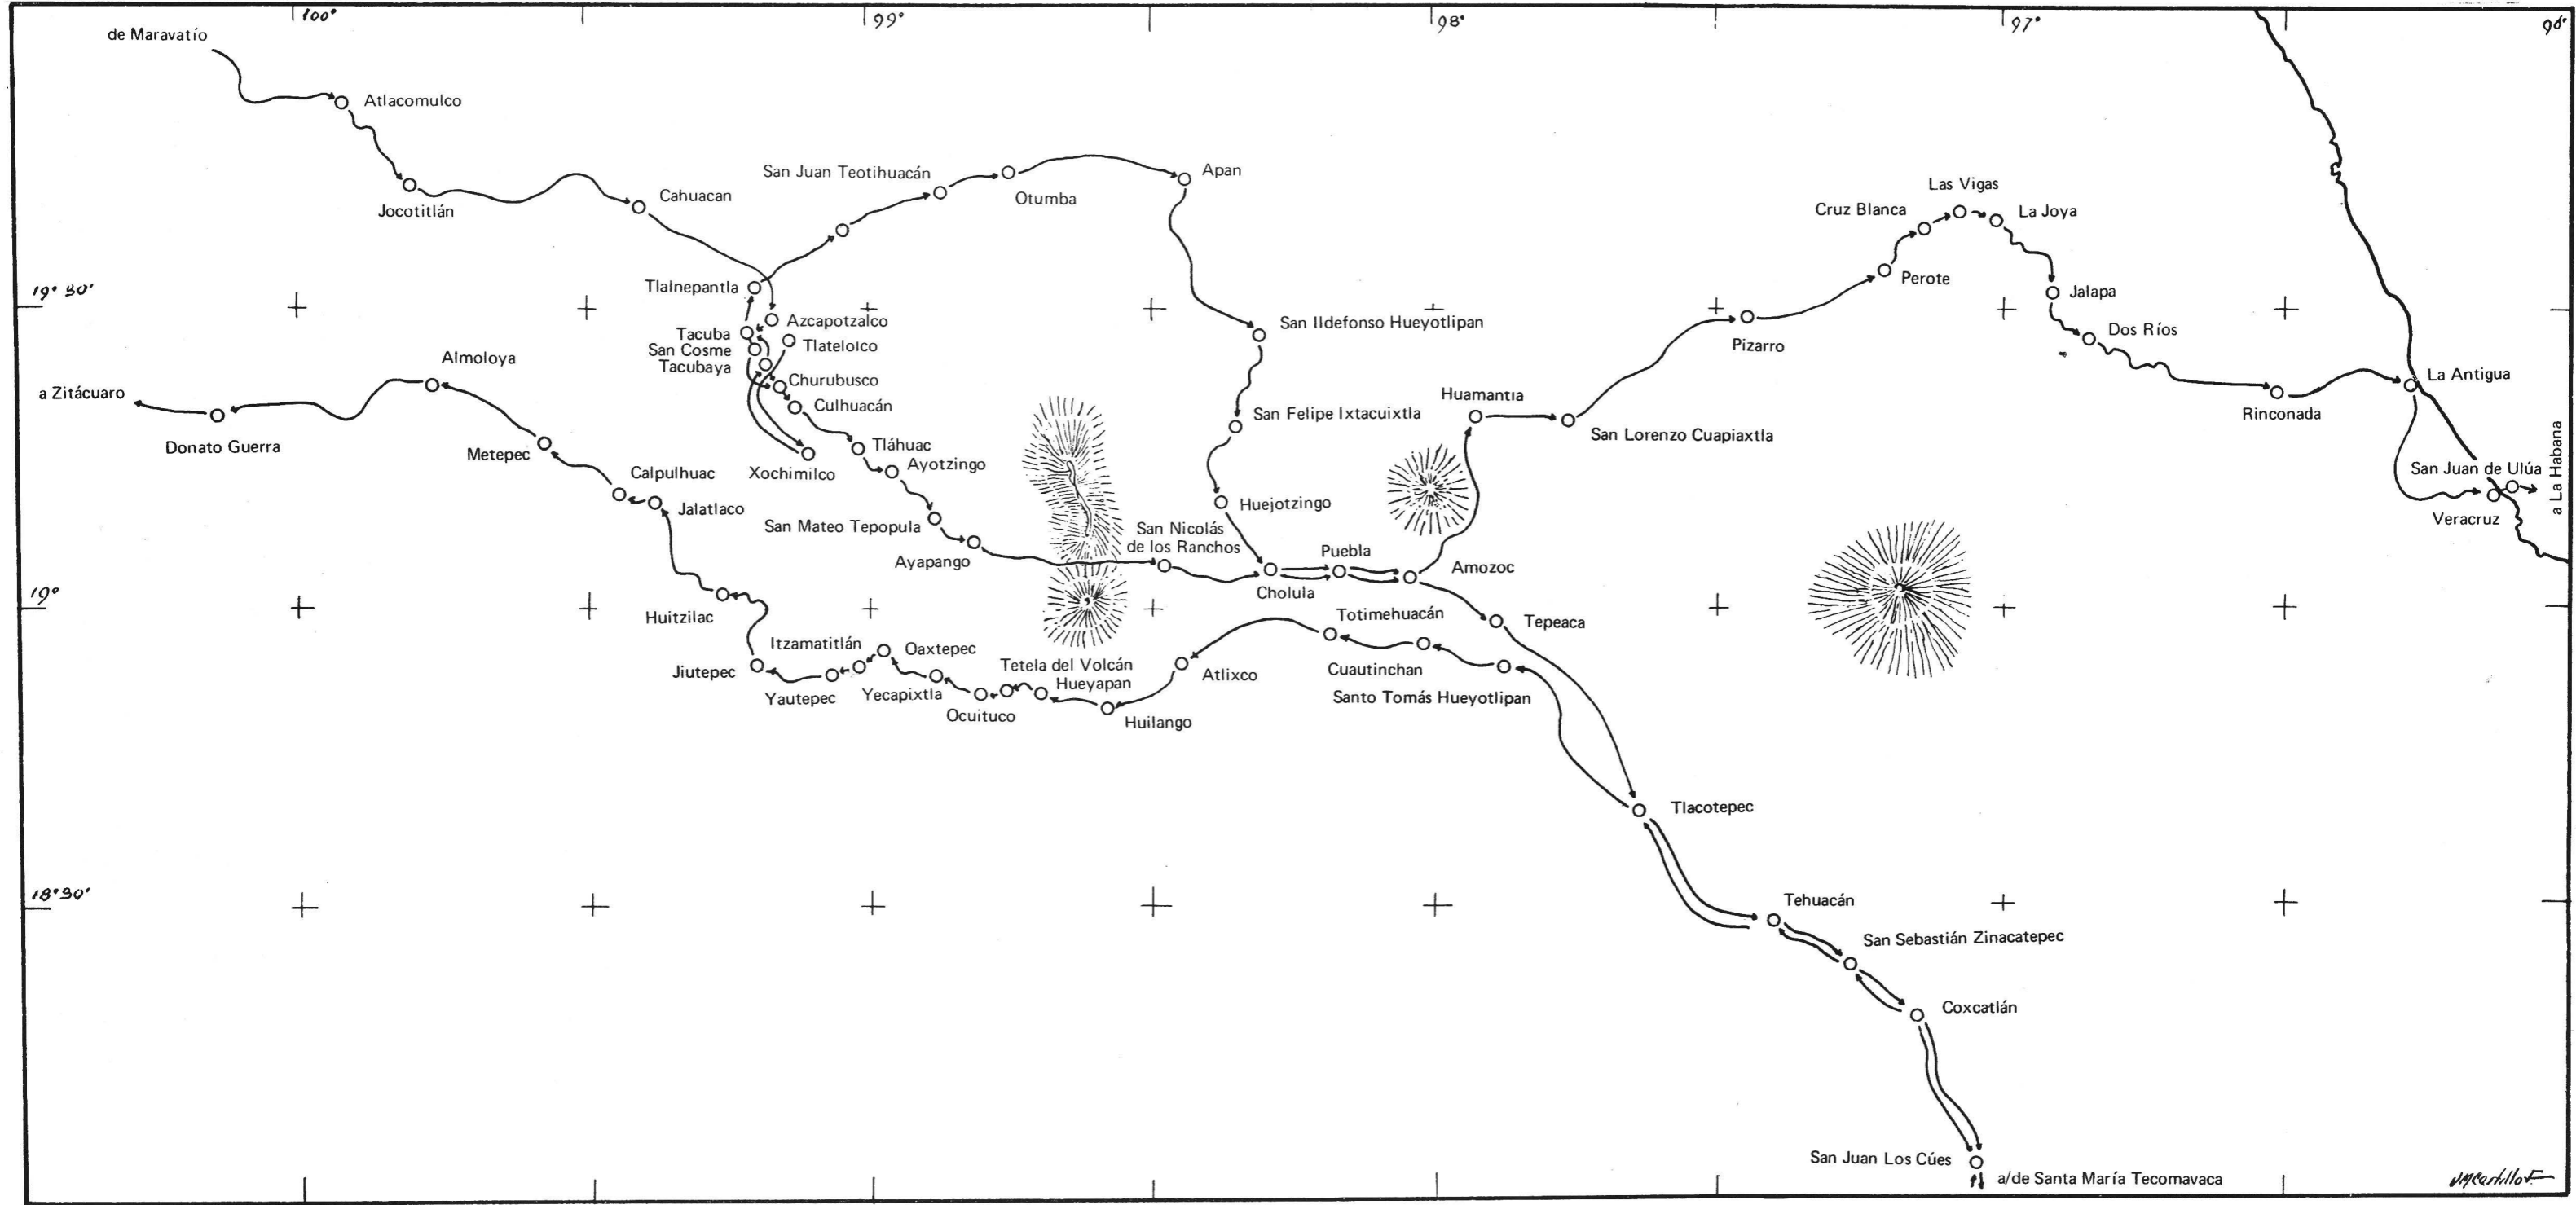 100°
99°
98°
97°
96°
de Maravatío
Atlacomulco
Jocotitlán
Cahuacan
San Juan Teotihuacán
Otumba
Apan
Las Vigas
Cruz Blanca
La Joya
Perote
Jalapa
19° 30'
Tlalnepantla
Azcapotzalco
Tacuba
San Cosme
Tacubaya
Tlatelolco
Churubusco
Culhuacán
Tláhuac
Ayotzingo
Xochimilco
San Ildefonso Hueyotlipan
Pizarro
Dos Ríos
Almoloya
a Zitácuaro
Donato Guerra
Metepec
Calpulhuac
Jalatlaco
San Felipe Ixtacuixtla
Huamantla
San Lorenzo Cuapiaxtla
La Antigua
Rinconada
San Juan de Ulúa
a La Habana
Veracruz
Huejotzingo
San Mateo Tepopula
San Nicolás
de los Ranchos
Ayapango
Puebla
Amozoc
Cholula
19°
Huitzilac
Totimehuacán
Tepeaca
Itzamatitlán
Oaxtepec
Jiutepec
Yautepec
Yecapixtla
Tetela del Volcán
Hueyapan
Ocuituco
Atlixco
Huilango
Cuautinchan
Santo Tomás Hueyotlipan
Tlacotepec
18° 30'
Tehuacán
San Sebastián Zinacatepec
Coxcatlán
San Juan Los Cúes
a/de Santa María Tecomavaca